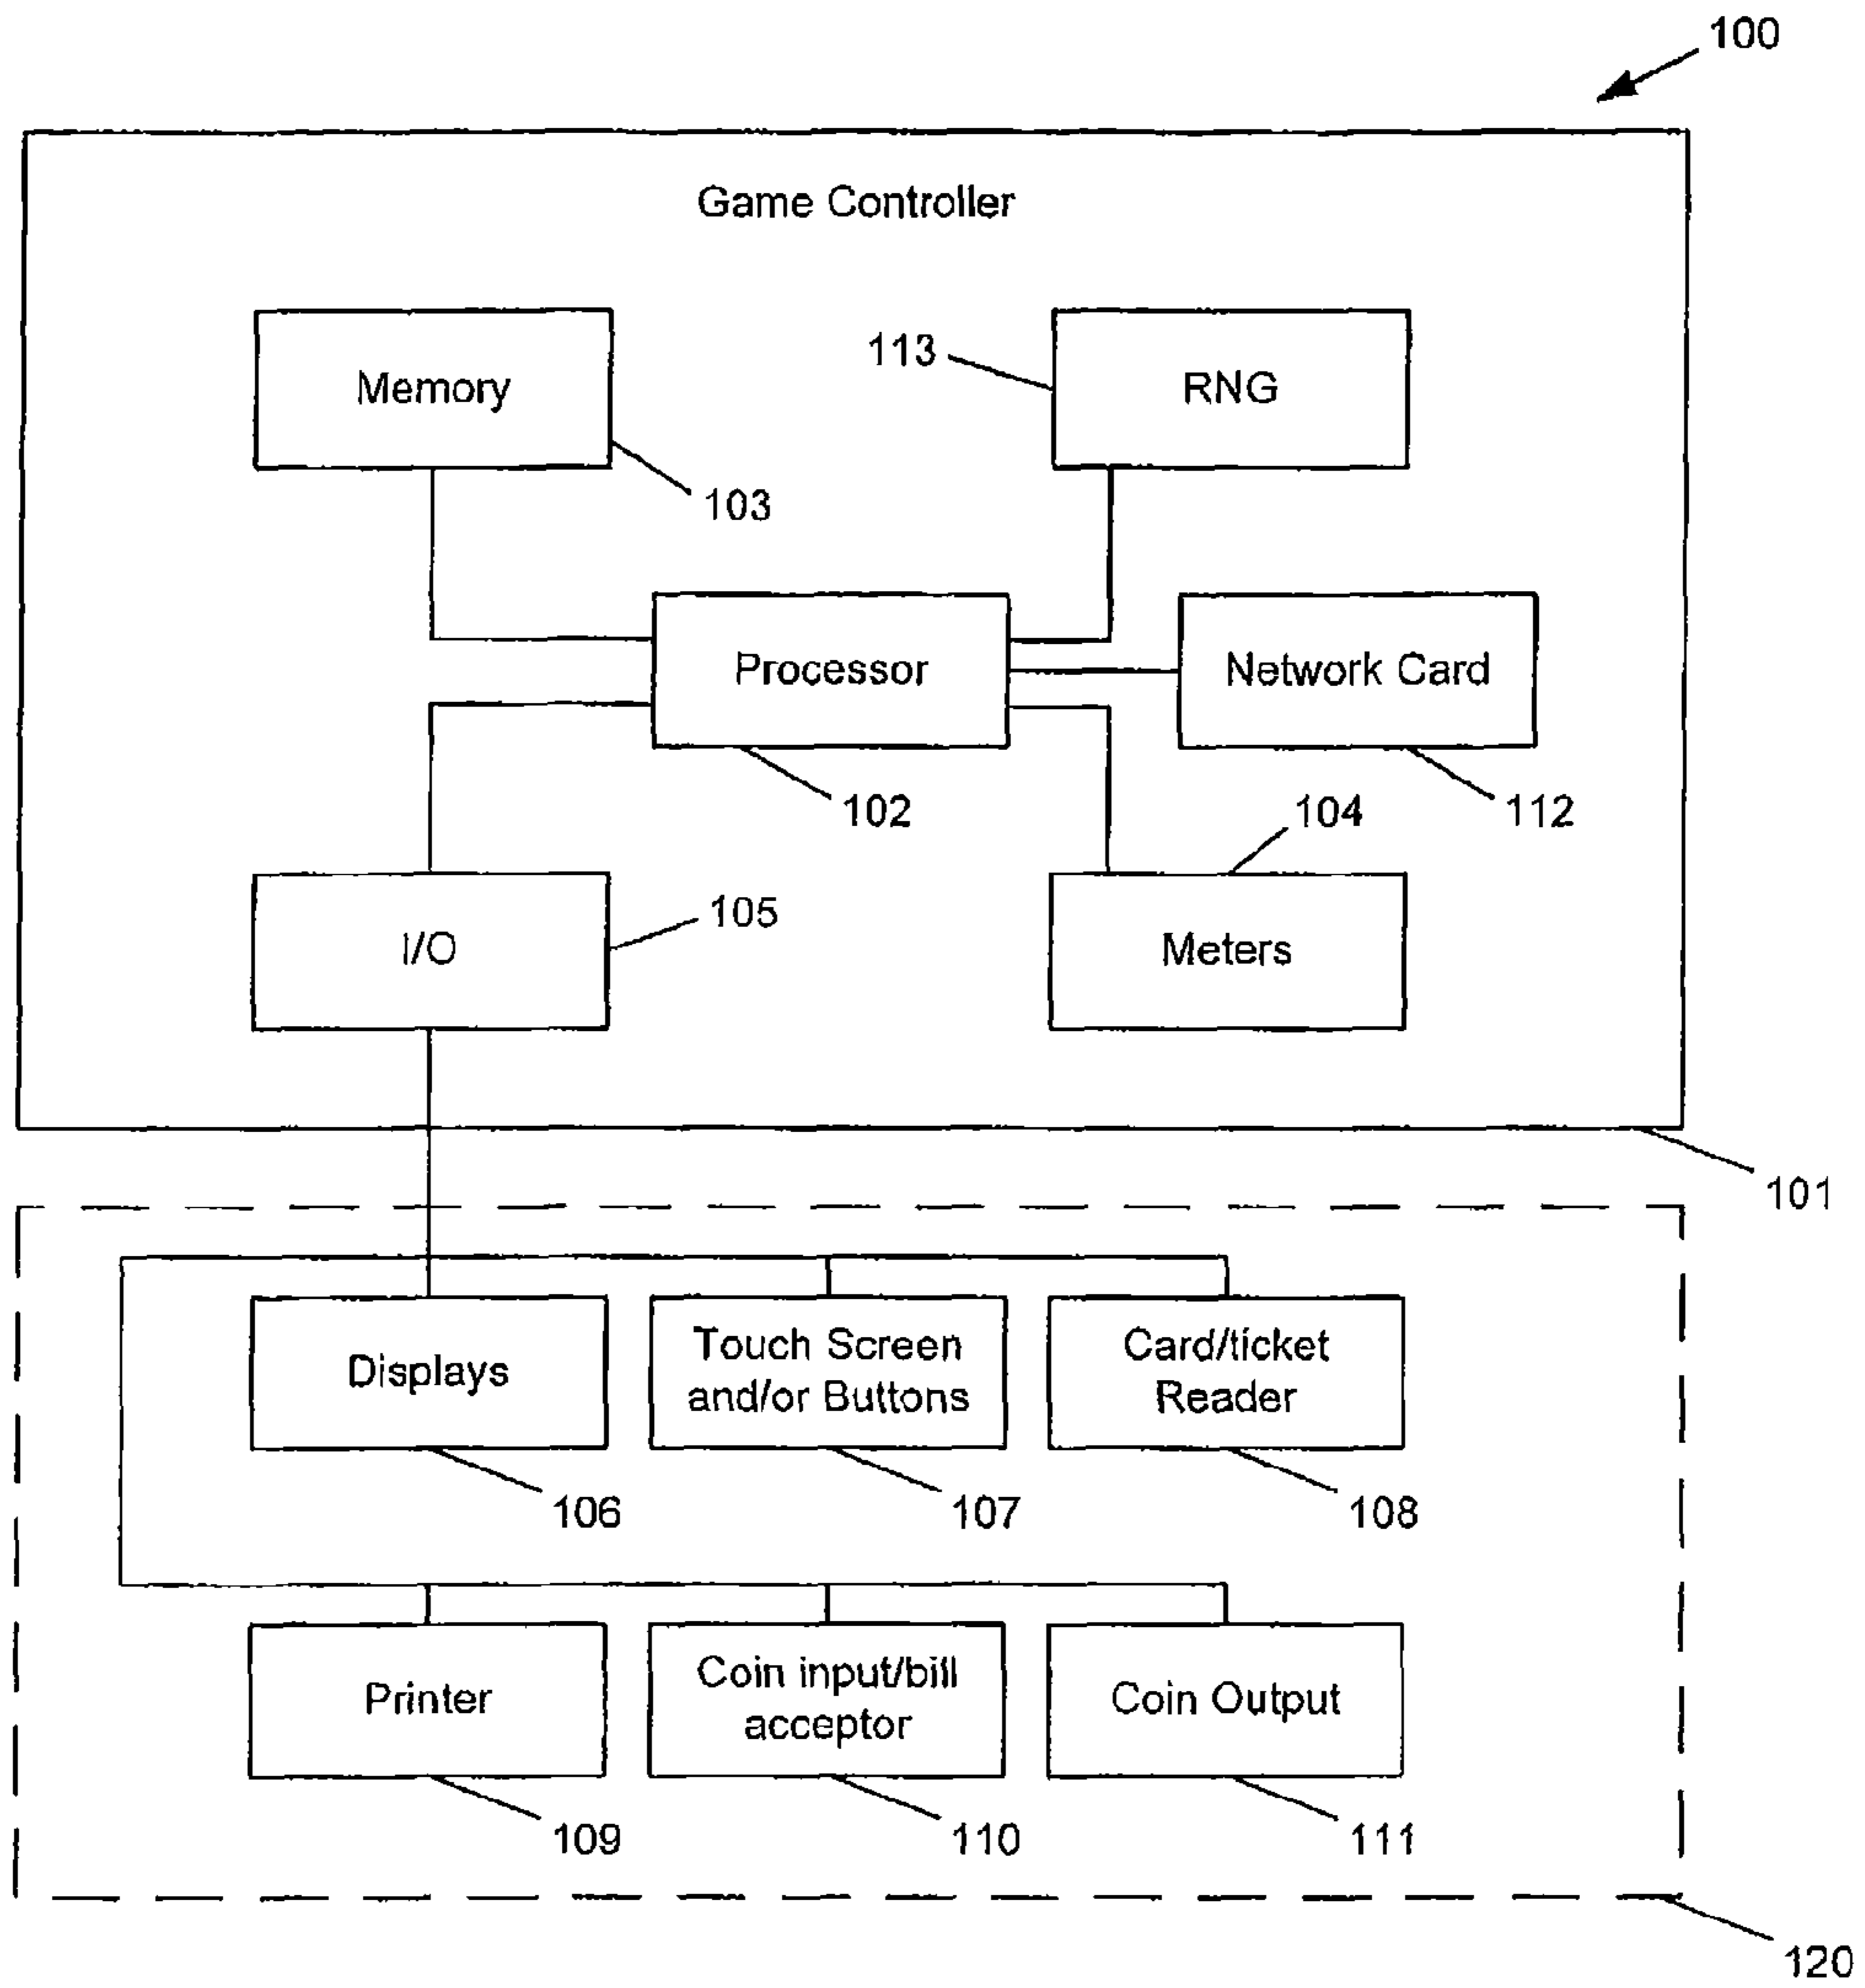 100
Game Controller
Memory
113
RNG
103
Processor
Network Card
102
104
112
I/O
105
Meters
101
Displays
Touch Screen
and/or Buttons
Card/ticket
Reader
106
107
108
Printer
Coin input/bill
acceptor
Coin Output
109
110
111
120